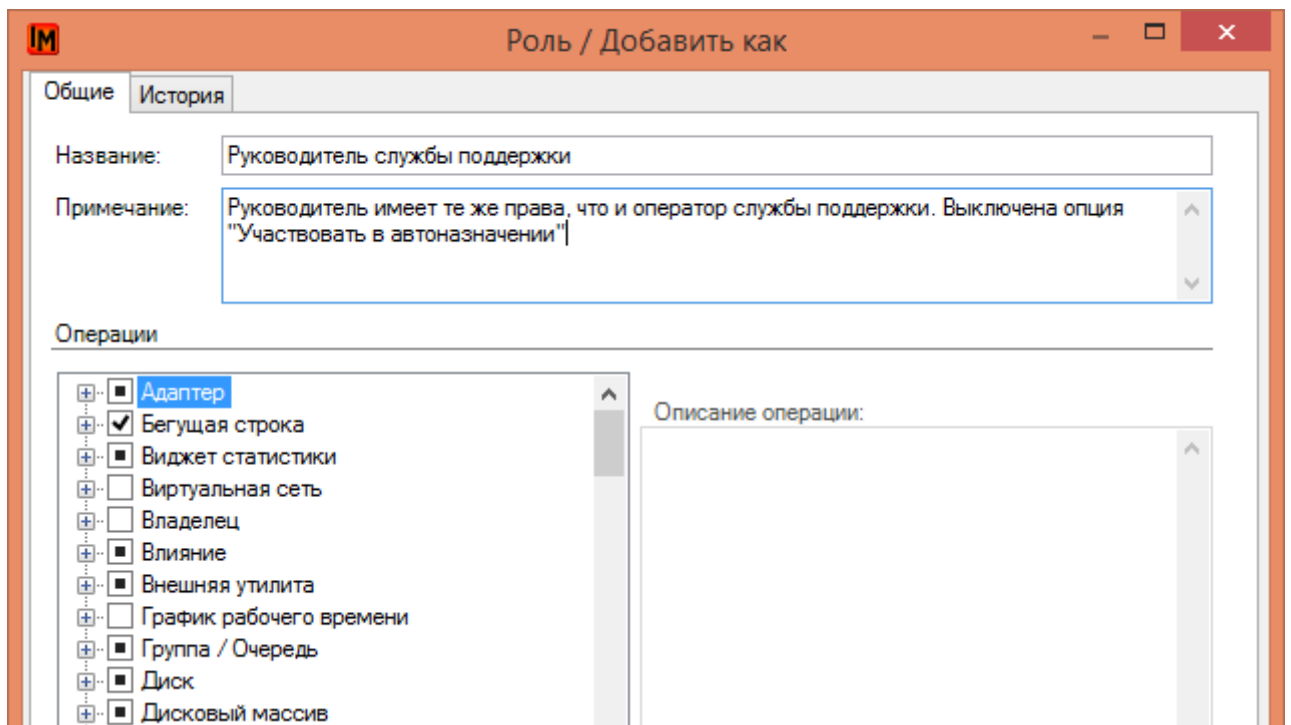 IM
Роль / Добавить как
Общие
История
Название:
Руководитель службы поддержки
Примечание:
Руководитель имеет те же права, что и оператор службы поддержки. Выключена опция
"Участвовать в автоназначении"
Операции
Адаптер
Бегущая строка
Виджет статистики
Виртуальная сеть
Владелец
Влияние
Внешняя утилита
График рабочего времени
Группа / Очередь
Диск
Дисковый массив
Описание операции: